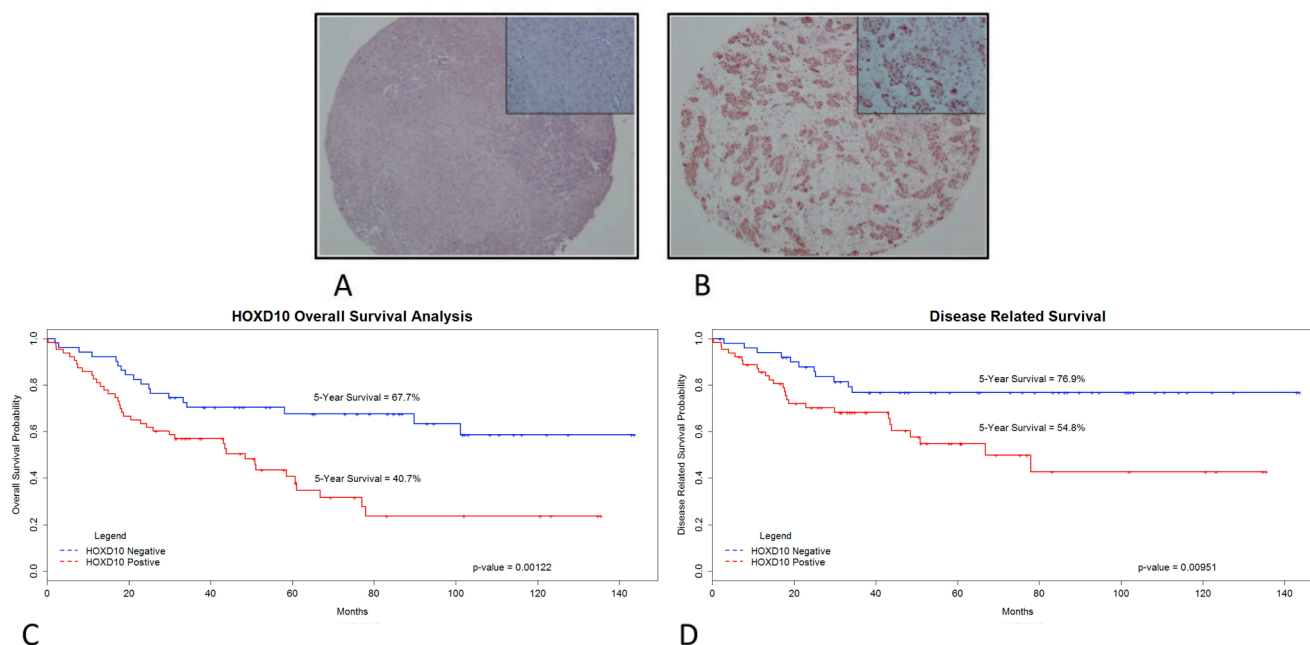 A
B
HOXD10 Overall Survival Analysis
Overall Survival Probability
1.0
0.8
0.6
0.4
0.2
0.0
5-Year Survival = 67.7%
5-Year Survival = 40.7%
Legend
HOXD10 Negative
HOXD10 Postive
p-value = 0.00122
0
20
40
60
80
100
120
140
Months
C
Disease Related Survival
Disease Related Survival Probability
1.0
0.8
0.6
0.4
0.2
0.0
5-Year Survival = 76.9%
5-Year Survival = 54.8%
Legend
HOXD10 Negative
HOXD10 Postive
p-value = 0.00951
0
20
40
60
80
100
120
140
Months
D